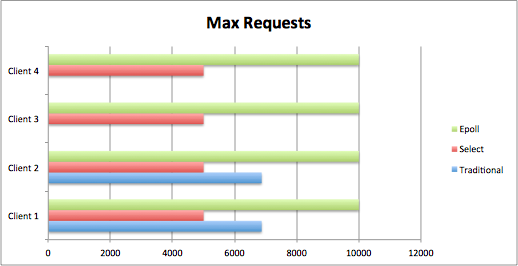 Max Requests
Client 4
Client 3
Client 2
Client 1
Epoll
Select
Traditional
0 2000 4000 6000 8000 10000 12000